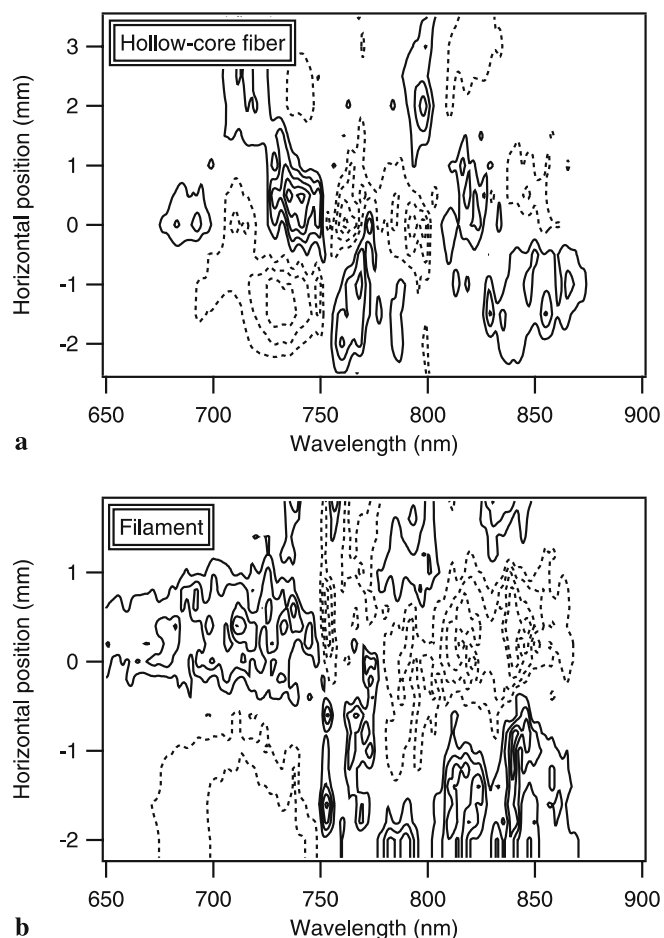 Hollow-core fiber
Horizontal position (mm)
3
2
1
0
-1
-2
650 700 750 800 850 900
Wavelength (nm)
a
Filament
Horizontal position (mm)
1
0
-1
-2
650 700 750 800 850 900
Wavelength (nm)
b